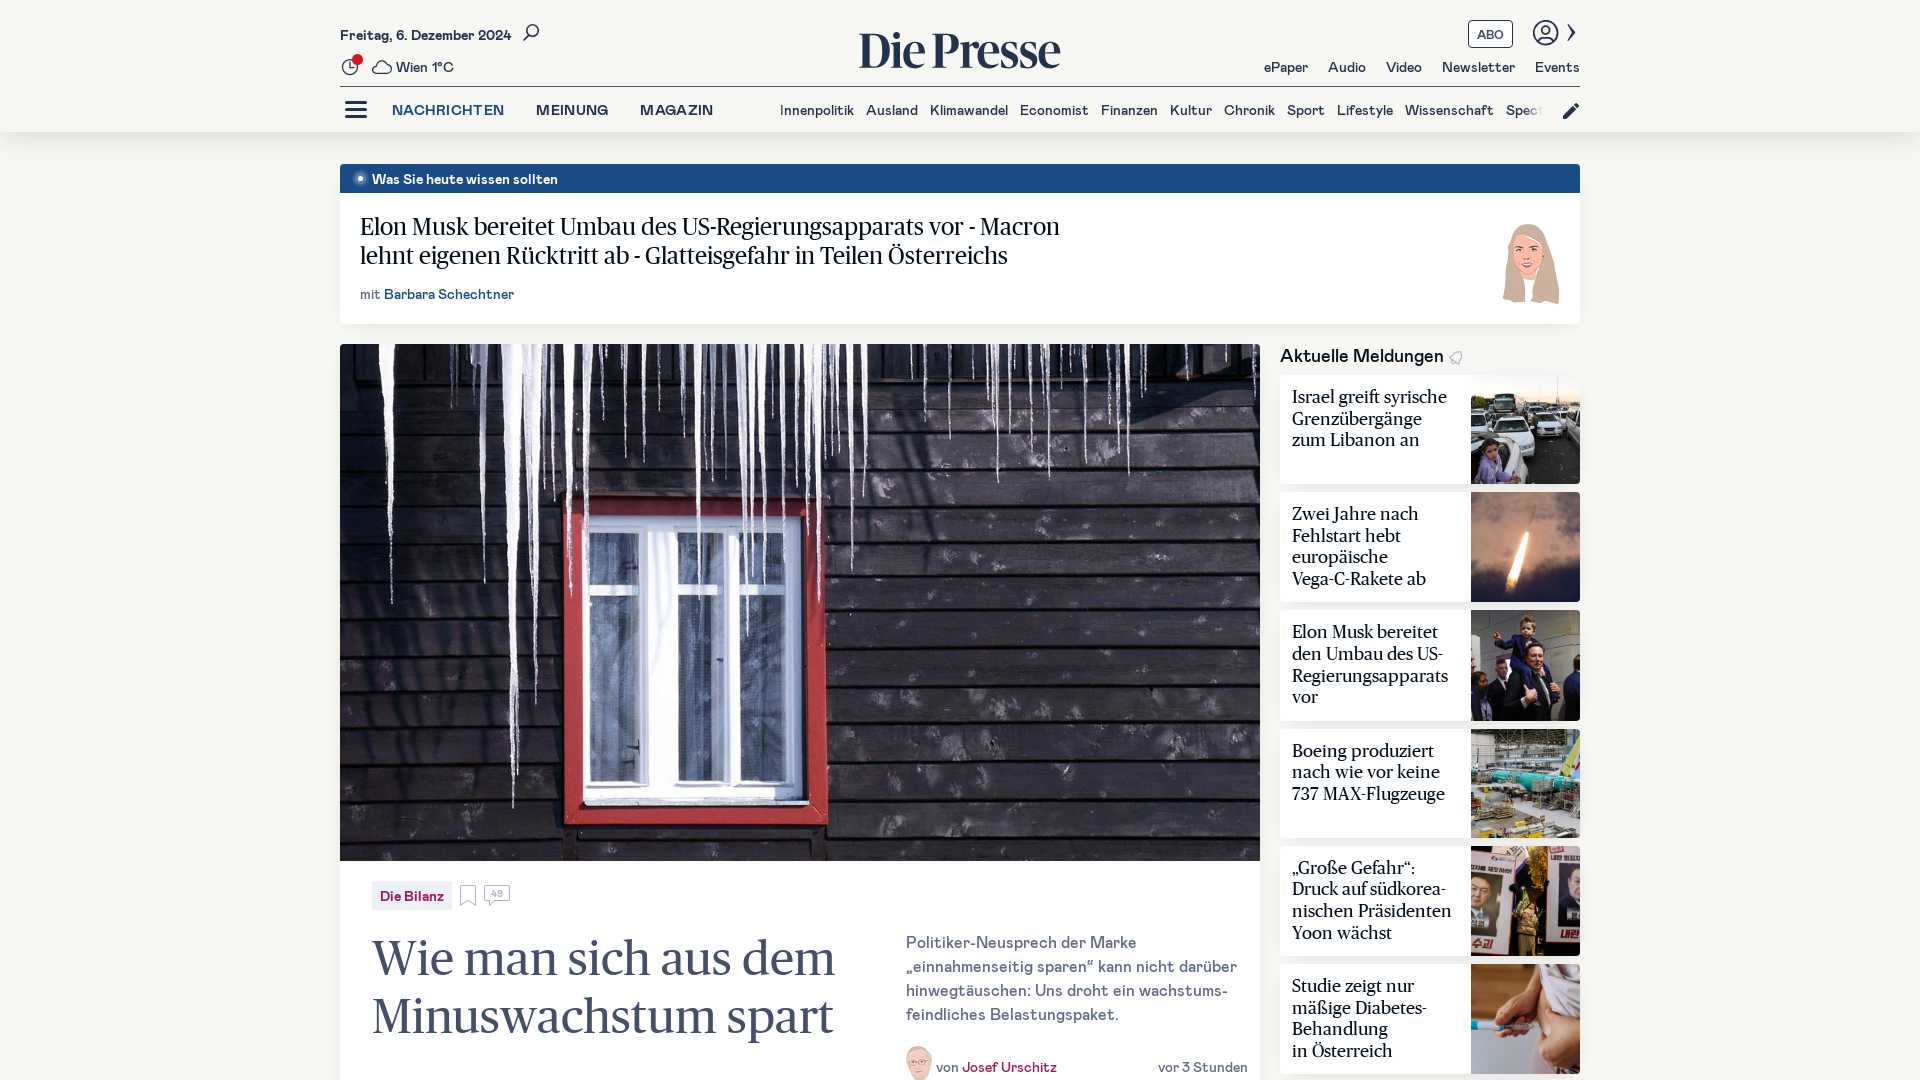 Freitag, 6. Dezember 2024
Wien 1°C
Die Presse
ABO
ePaper
Audio
Video
Newsletter
Events
NACHRICHTEN
MEINUNG
MAGAZIN
Innenpolitik
Ausland
Klimawandel
Economist
Finanzen
Kultur
Chronik
Sport
Lifestyle
Wissenschaft
Was Sie heute wissen sollten
Elon Musk bereitet Umbau des US-Regierungsapparats vor - Macron
lehnt eigenen Rücktritt ab - Glatteisgefahr in Teilen Österreichs
mit Barbara Schechtner
Die Bilanz
49
Wie man sich aus dem
Minuswachstum spart
Politiker-Neusprech der Marke
„einnahmenseitig sparen“ kann nicht darüber
hinwegtäuschen: Uns droht ein wachstums-
feindliches Belastungspaket.
von Josef Urschitz
vor 3 Stunden
Aktuelle Meldungen
Israel greift syrische
Grenzübergänge
zum Libanon an
Zwei Jahre nach
Fehlstart hebt
europäische
Vega-C-Rakete ab
Elon Musk bereitet
den Umbau des US-
Regierungsapparats
vor
Boeing produziert
nach wie vor keine
737 MAX-Flugzeuge
„Große Gefahr“:
Druck auf südkorea-
nischen Präsidenten
Yoon wächst
Studie zeigt nur
mäßige Diabetes-
Behandlung
in Österreich